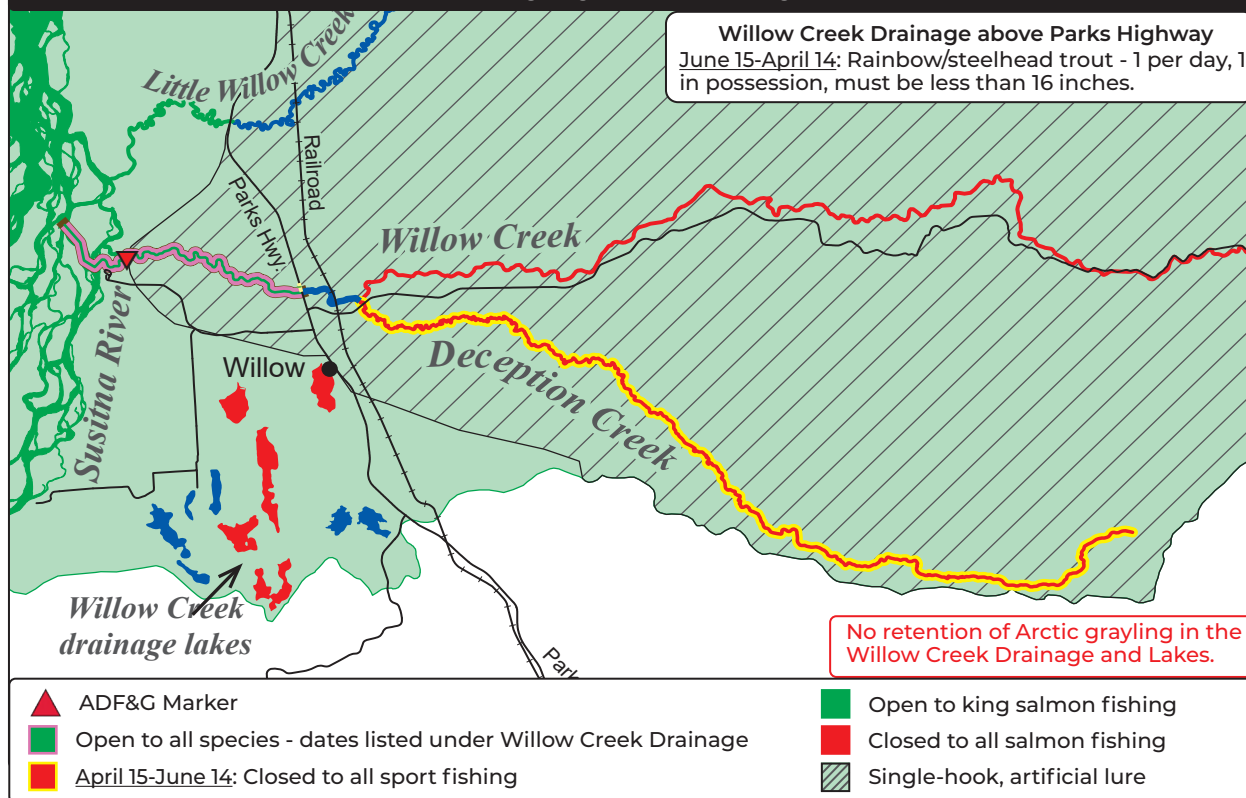 Willow Creek Drainage above Parks Highway
June 15-April 14: Rainbow/steelhead trout - 1 per day, 1
in possession, must be less than 16 inches.
Little Willow Creek
Railroad
Parks Hwy.
Willow Creek
Susitna River
Willow
Deception Creek
Willow Creek
drainage lakes
Park
No retention of Arctic grayling in the
Willow Creek Drainage and Lakes.
ADF&G Marker
Open to all species - dates listed under Willow Creek Drainage
April 15-June 14: Closed to all sport fishing
Open to king salmon fishing
Closed to all salmon fishing
Single-hook, artificial lure